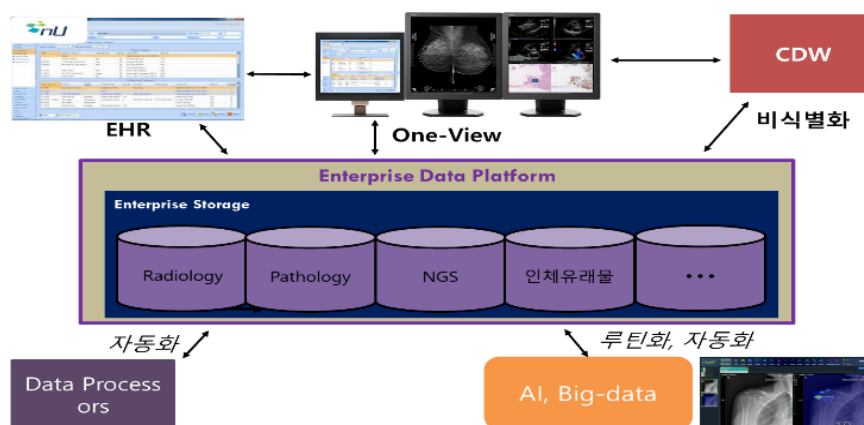 nU
CDW
EHR
One-View
비식별화
Enterprise Data Platform
Enterprise Storage
Radiology
Pathology
NGS
인체유래물
•••
자동화
루틴화, 자동화
Data Process
ors
AI, Big-data